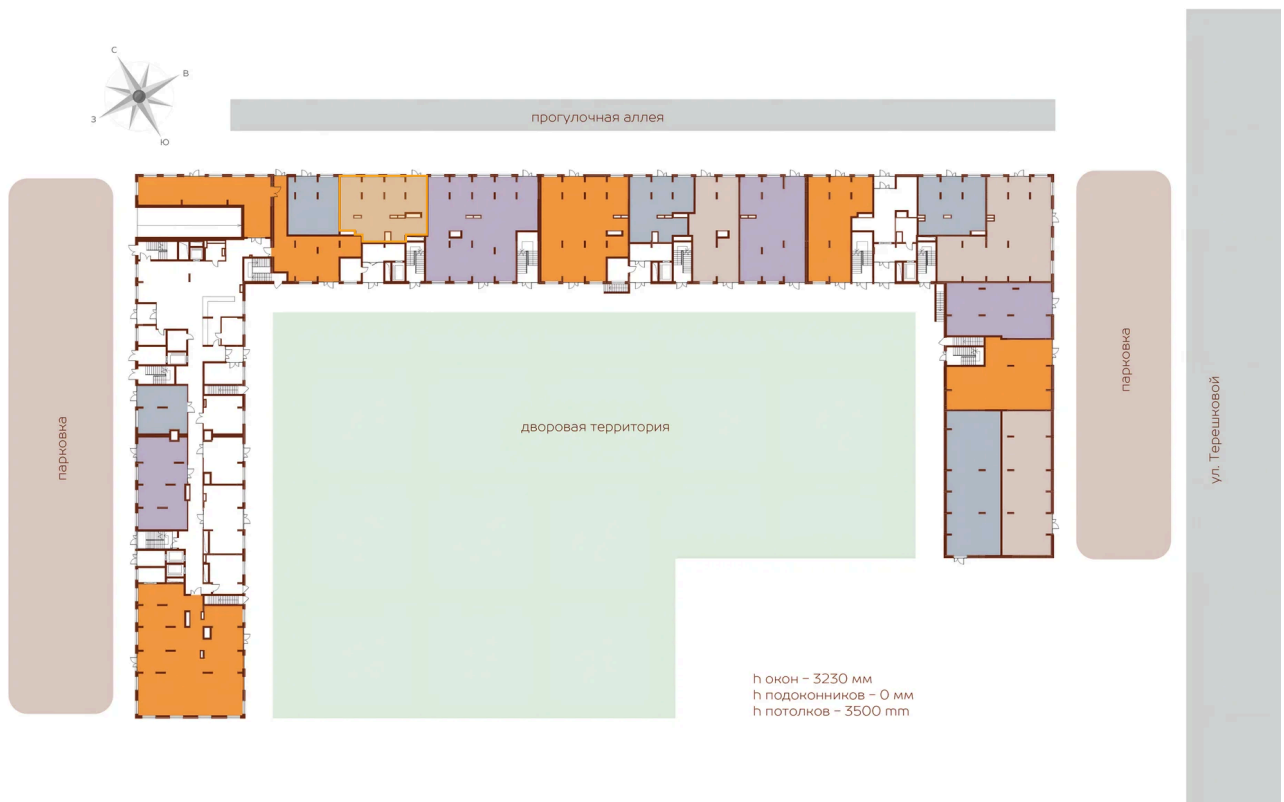 С
В
З
Ю
прогулочная аллея
парковка
дворовая территория
парковка
ул. Терешковой
h окон – 3230 мм
h подоконников – 0 мм
h потолков – 3500 mm